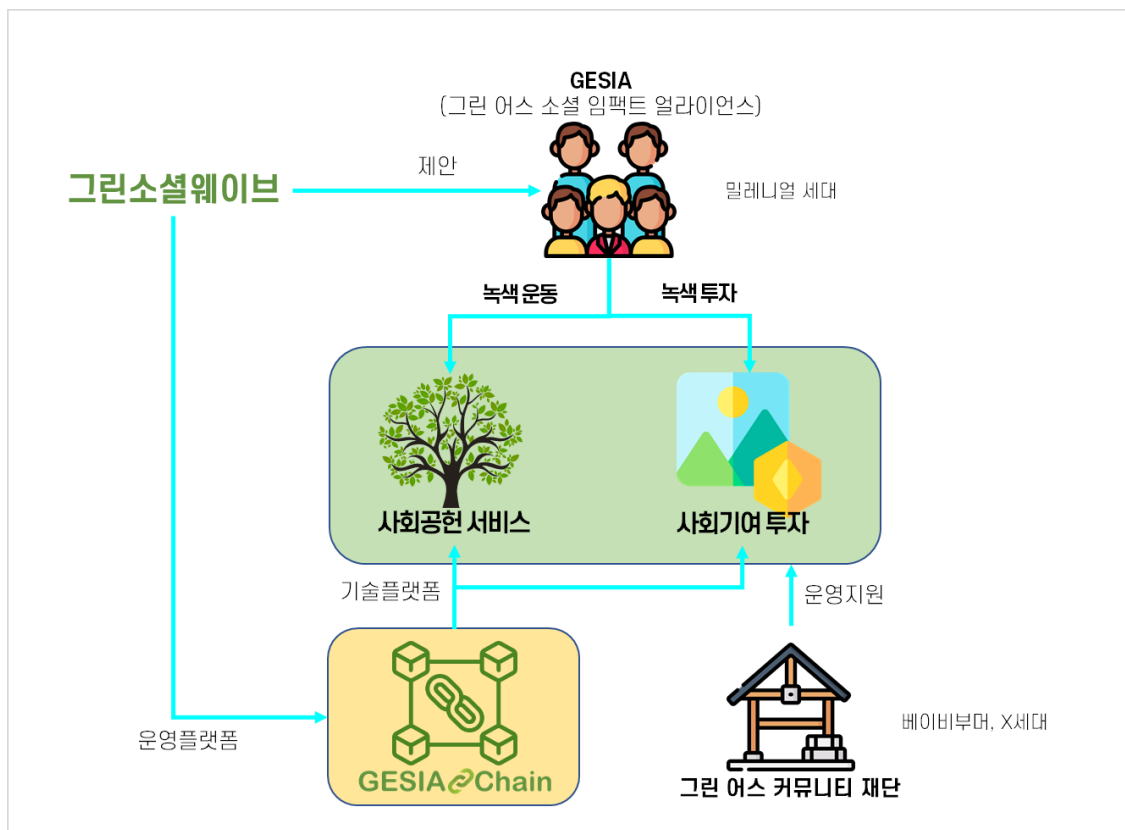 GESIA
(그린 어스 소셜 임팩트 얼라이언스)
제안
그린소셜웨이브
밀레니얼 세대
녹색 운동
녹색 투자
사회공헌 서비스
사회기여 투자
기술플랫폼
운영지원
운영플랫폼
베이비부머, X세대
GESIA Chain
그린 어스 커뮤니티 재단